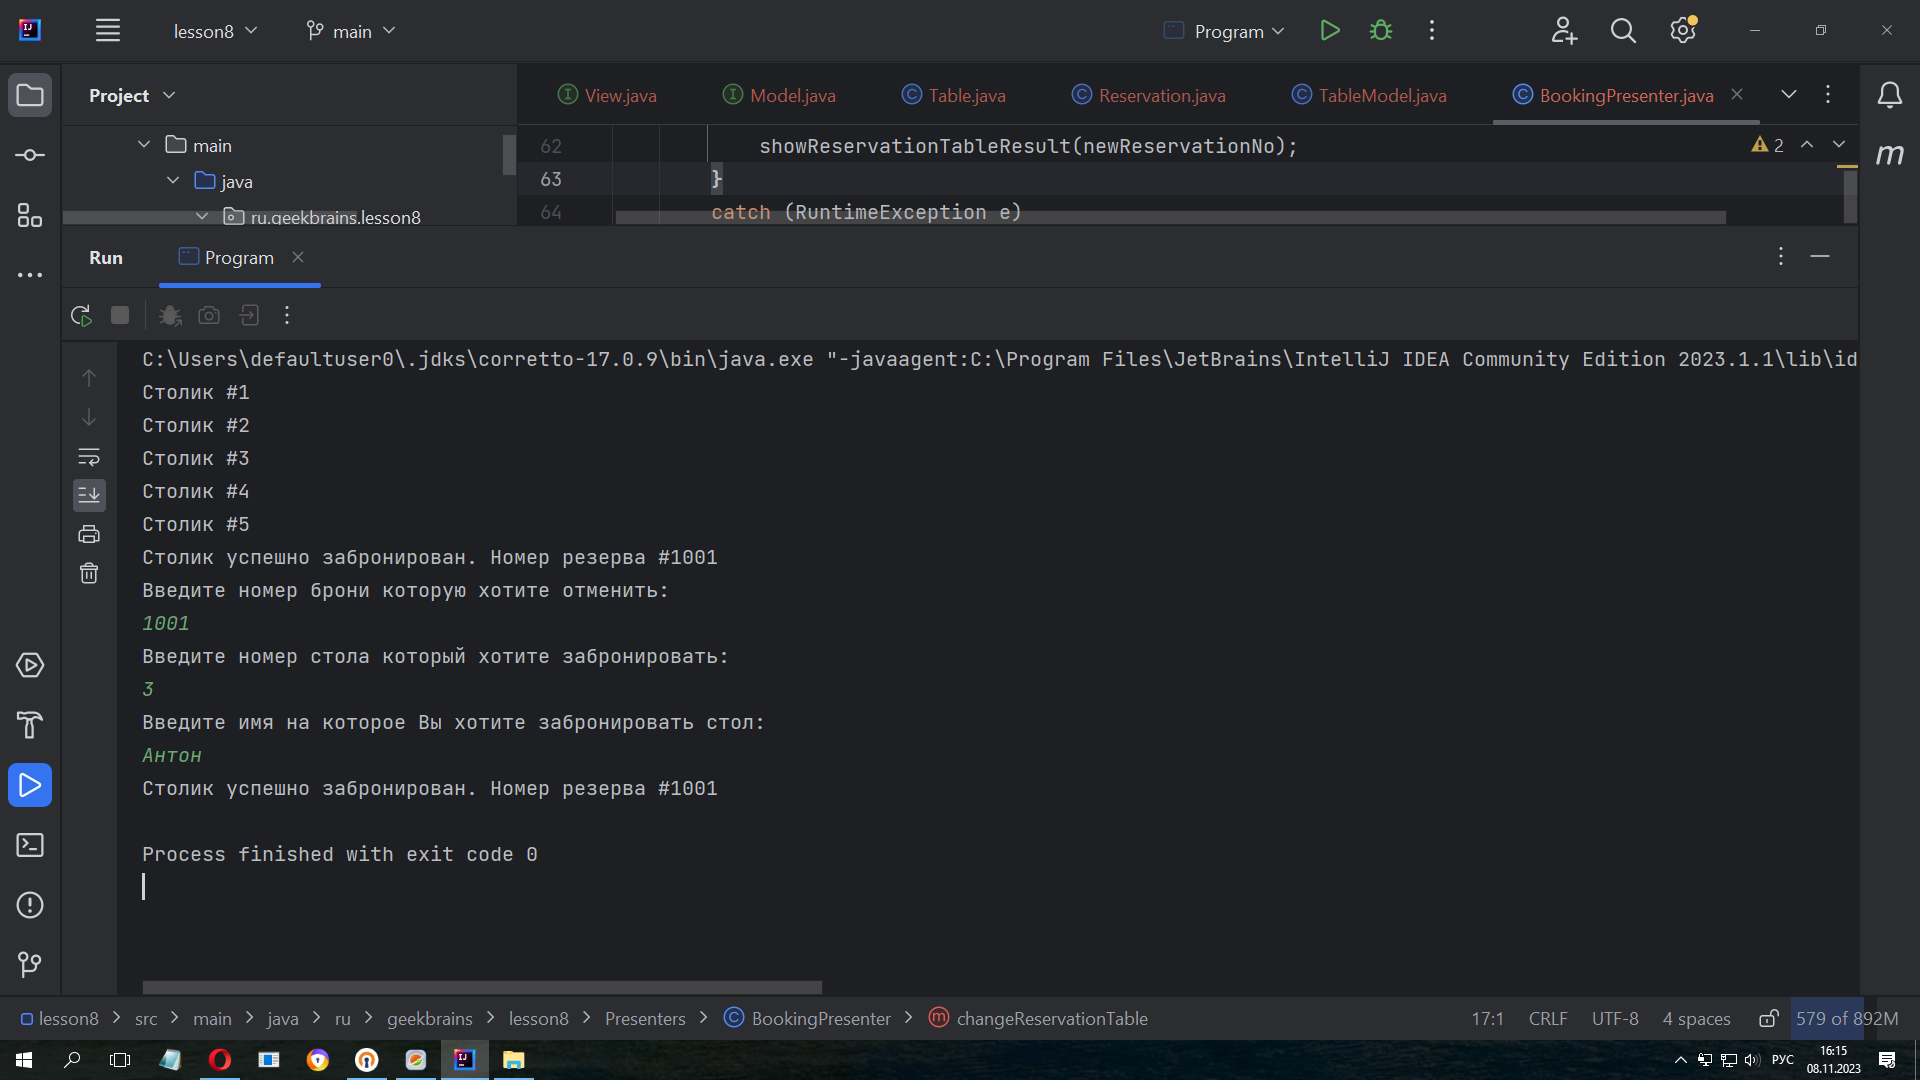 lesson8 main Program
Project View.java Model.java Table.java Reservation.java TableModel.java BookingPresenter.java
main
java
ru.geekbrains.lesson8
62 showReservationTableResult(newReservationNo); 2
63 }
64 catch (RuntimeException e)
Run Program
C:\Users\defaultuser0\.jdks\corretto-17.0.9\bin\java.exe "-javaagent:C:\Program Files\JetBrains\IntelliJ IDEA Community Edition 2023.1.1\lib\id
Столик #1
Столик #2
Столик #3
Столик #4
Столик #5
Столик успешно забронирован. Номер резерва #1001
Введите номер брони которую хотите отменить:
1001
Введите номер стола который хотите забронировать:
3
Введите имя на которое Вы хотите забронировать стол:
Антон
Столик успешно забронирован. Номер резерва #1001
Process finished with exit code 0
lesson8 > src > main > java > ru > geekbrains > lesson8 > Presenters > BookingPresenter > changeReservationTable 17:1 CRLF UTF-8 4 spaces 579 of 892M
РУС 16:15
08.11.2023